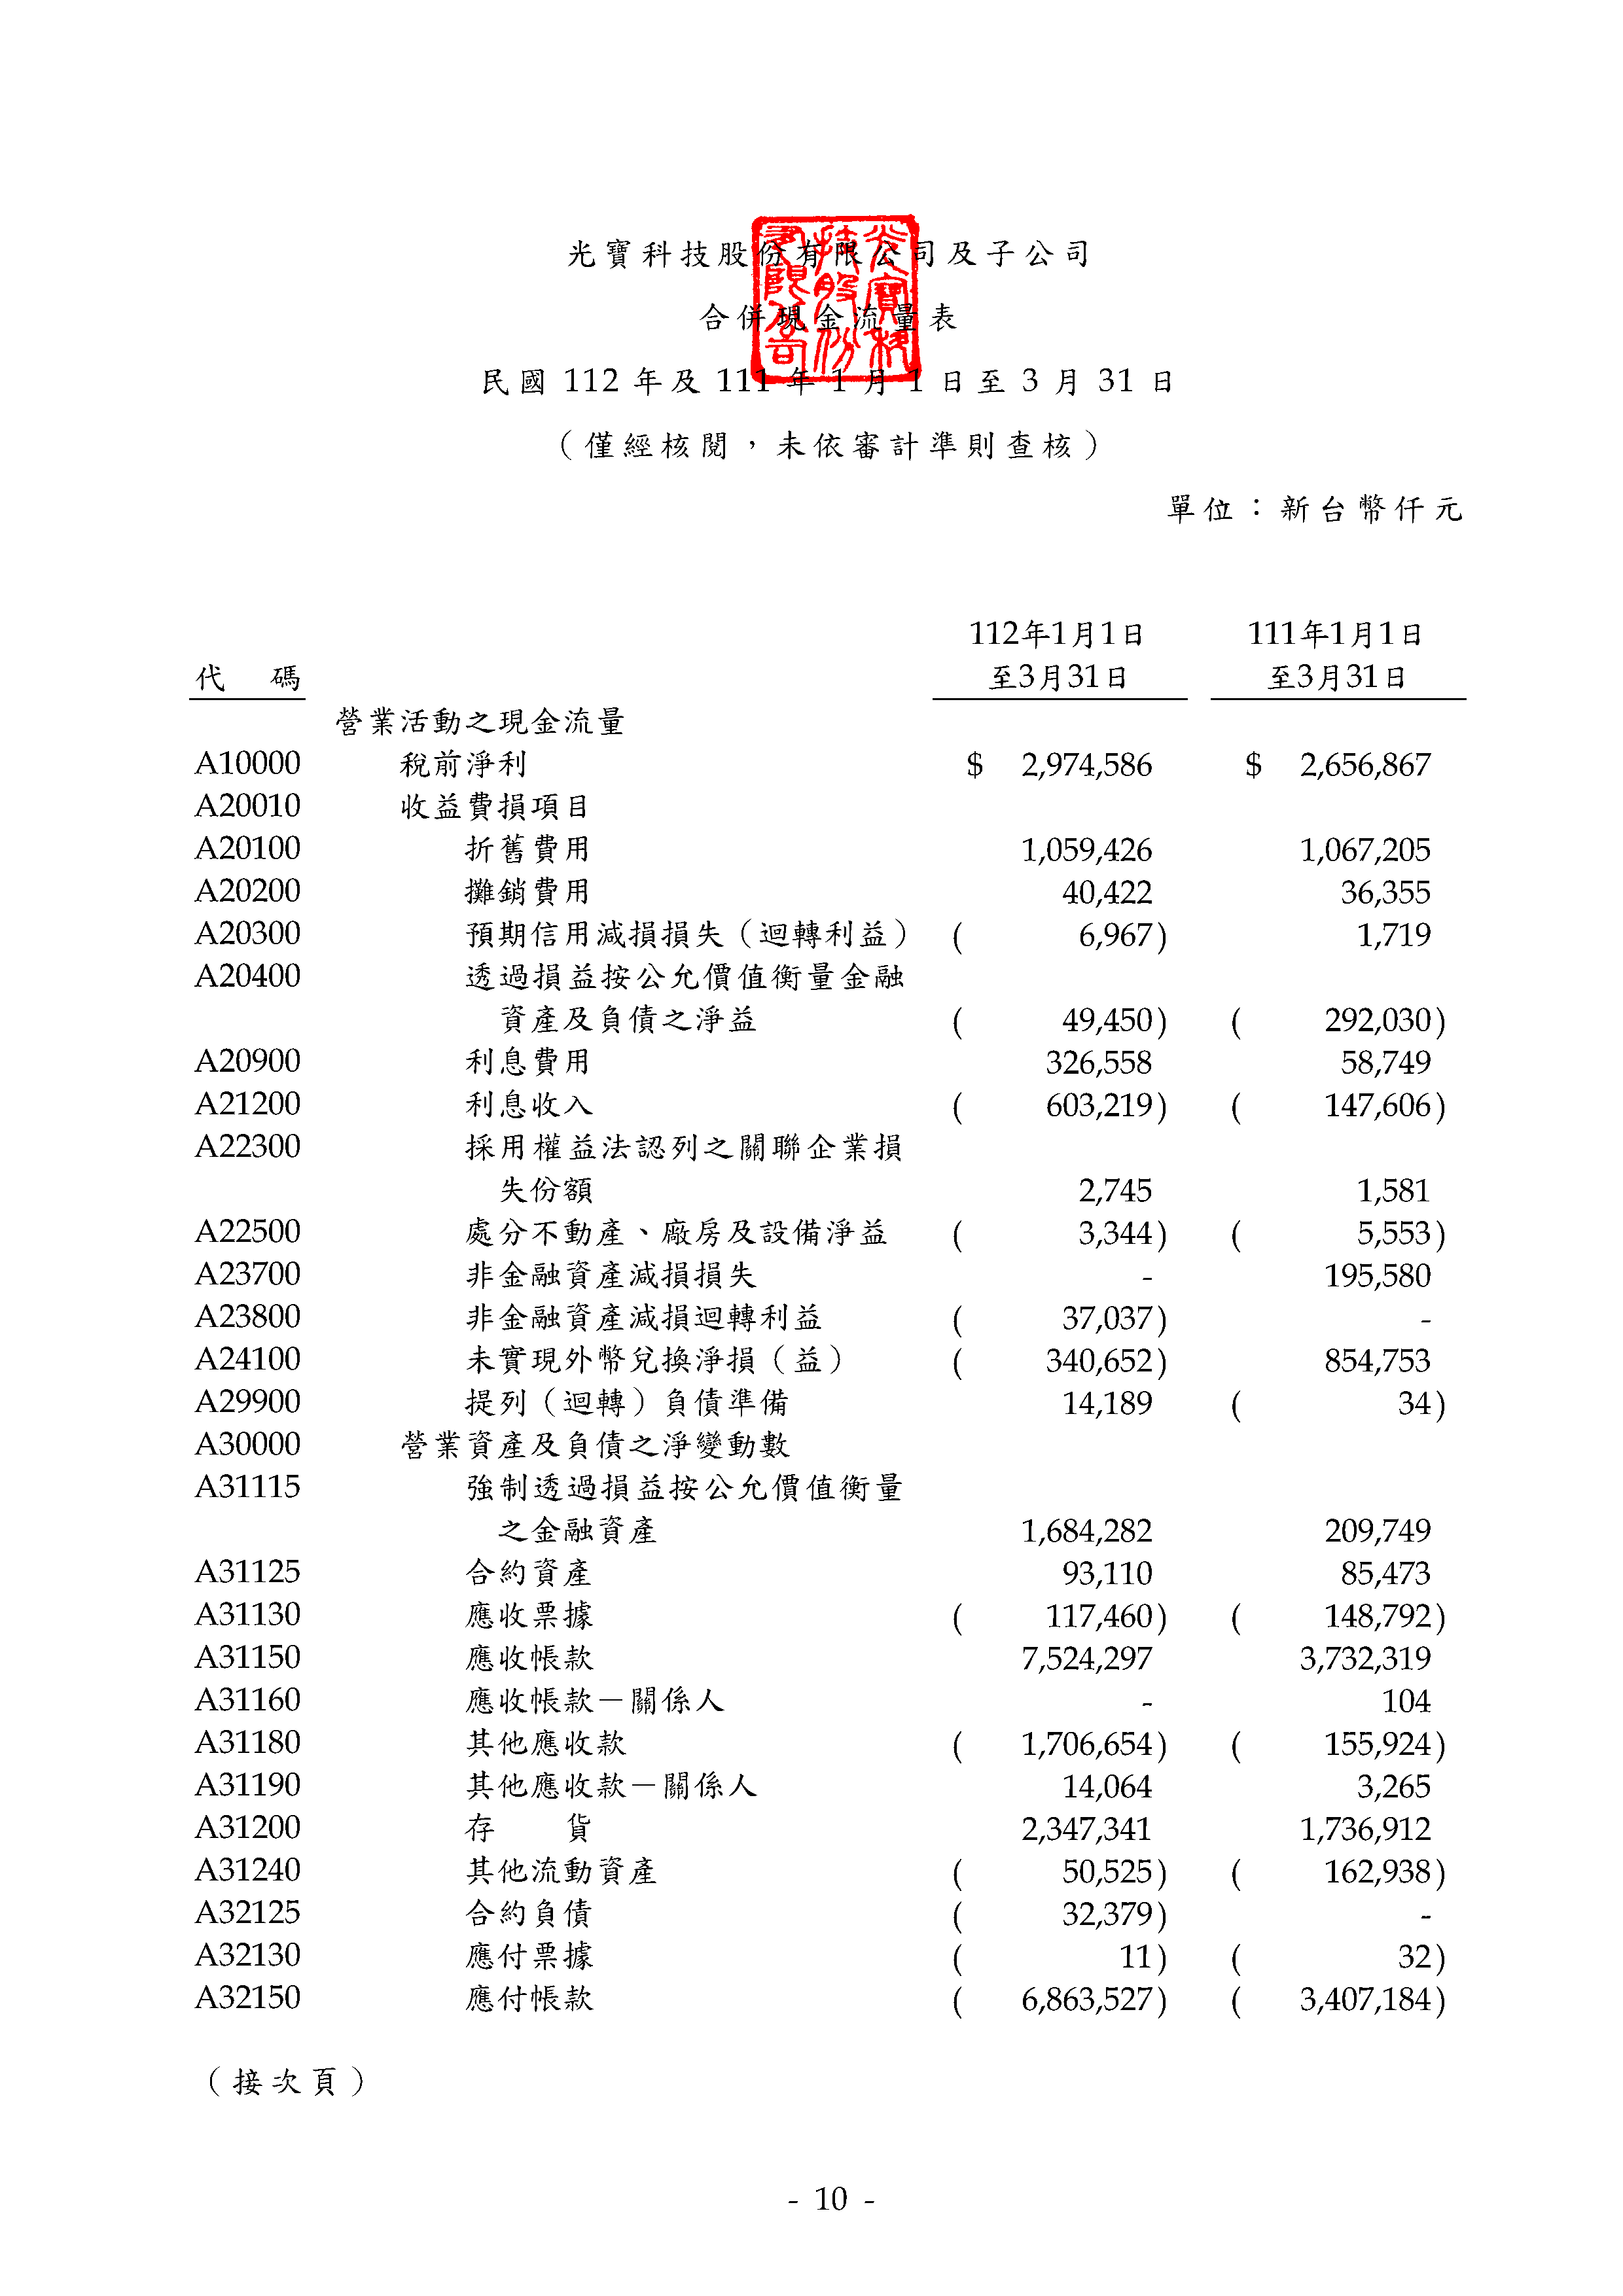 光寶科技股份有限公司及子公司
合併現金流量表
民國 112 年及 111 年 1 月 1 日至 3 月 31 日
（僅經核閱，未依審計準則查核）
單位：新台幣仟元
112年1月1日 111年1月1日
代 碼 至3月31日 至3月31日
營業活動之現金流量
A10000 稅前淨利 $ 2,974,586 $ 2,656,867
A20010 收益費損項目
A20100 折舊費用 1,059,426 1,067,205
A20200 攤銷費用 40,422 36,355
A20300 預期信用減損損失（迴轉利益） ( 6,967) 1,719
A20400 透過損益按公允價值衡量金融
資產及負債之淨益 ( 49,450) ( 292,030)
A20900 利息費用 326,558 58,749
A21200 利息收入 ( 603,219) ( 147,606)
A22300 採用權益法認列之關聯企業損
失份額 2,745 1,581
A22500 處分不動產、廠房及設備淨益 ( 3,344) ( 5,553)
A23700 非金融資產減損損失 - 195,580
A23800 非金融資產減損迴轉利益 ( 37,037) -
A24100 未實現外幣兌換淨損（益） ( 340,652) 854,753
A29900 提列（迴轉）負債準備 14,189 ( 34)
A30000 營業資產及負債之淨變動數
A31115 強制透過損益按公允價值衡量
之金融資產 1,684,282 209,749
A31125 合約資產 93,110 85,473
A31130 應收票據 ( 117,460) ( 148,792)
A31150 應收帳款 7,524,297 3,732,319
A31160 應收帳款－關係人 - 104
A31180 其他應收款 ( 1,706,654) ( 155,924)
A31190 其他應收款－關係人 14,064 3,265
A31200 存 貨 2,347,341 1,736,912
A31240 其他流動資產 ( 50,525) ( 162,938)
A32125 合約負債 ( 32,379) -
A32130 應付票據 ( 11) ( 32)
A32150 應付帳款 ( 6,863,527) ( 3,407,184)
（接次頁）
- 10 -
光寶科
技股份
有限公司